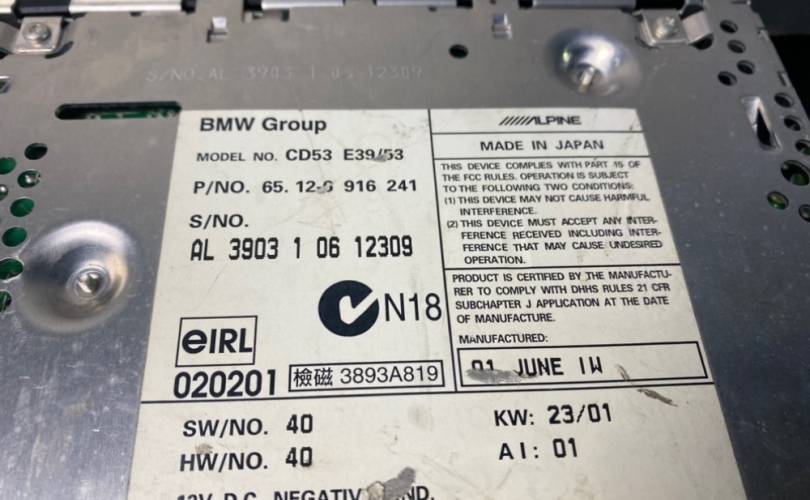 S/NO. AL 3903 1 06 12309
BMW Group
MODEL NO. CD53 E39/53
P/NO. 65. 12-6 916 241
S/NO.
AL 3903 1 06 12309
N18
eIRL
020201
檢磁 3893A819
ALPINE
MADE IN JAPAN
THIS DEVICE COMPLIES WITH PART 15 OF
THE FCC RULES. OPERATION IS SUBJECT
TO THE FOLLOWING TWO CONDITIONS:
(1) THIS DEVICE MAY NOT CAUSE HARMFUL
INTERFERENCE.
(2) THIS DEVICE MUST ACCEPT ANY INTER-
FERENCE RECEIVED INCLUDING INTER-
FERENCE THAT MAY CAUSE UNDESIRED
OPERATION.
PRODUCT IS CERTIFIED BY THE MANUFACTU-
RER TO COMPLY WITH DHHS RULES 21 CFR
SUBCHAPTER J APPLICATION AT THE DATE
OF MANUFACTURE.
MANUFACTURED:
01 JUNE 1W
SW/NO. 40
HW/NO. 40
KW: 23/01
AI: 01
12V D.C. NEGATIV